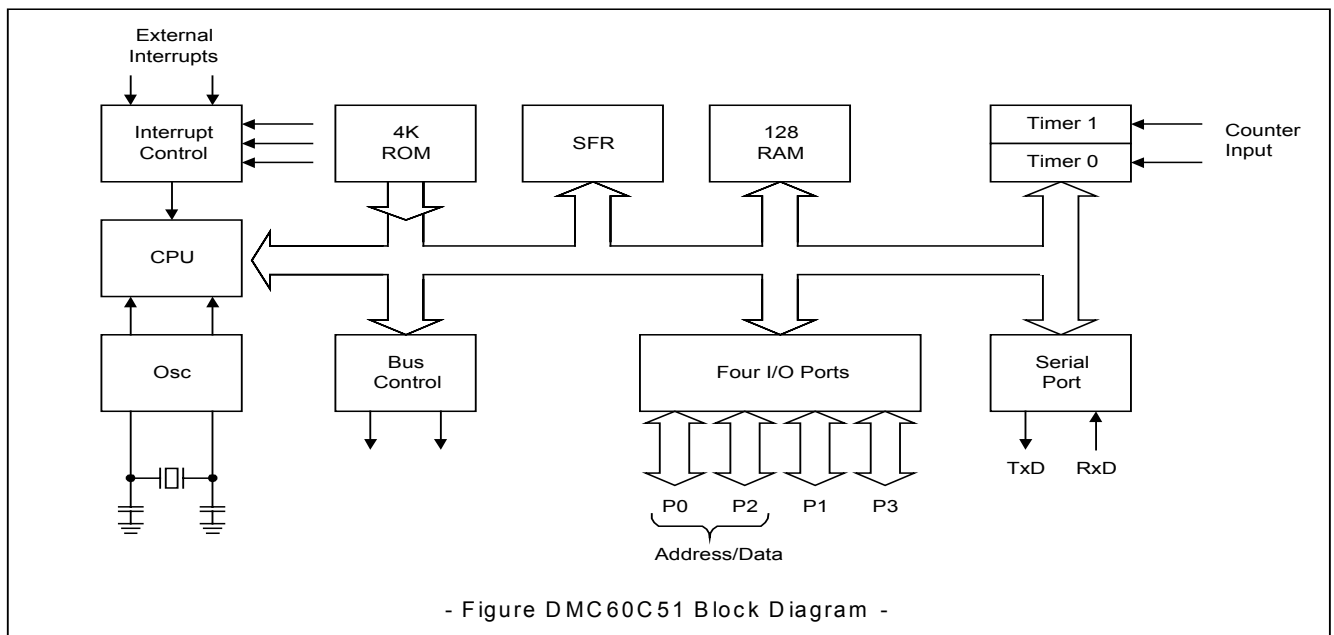 External
Interrupts
Interrupt
Control
4K
ROM
SFR
128
RAM
Timer 1
Timer 0
Counter
Input
CPU
Osc
Bus
Control
Four I/O Ports
Serial
Port
TxD
RxD
P0
P2
P1
P3
Address/Data
- Figure DMC60C51 Block Diagram -